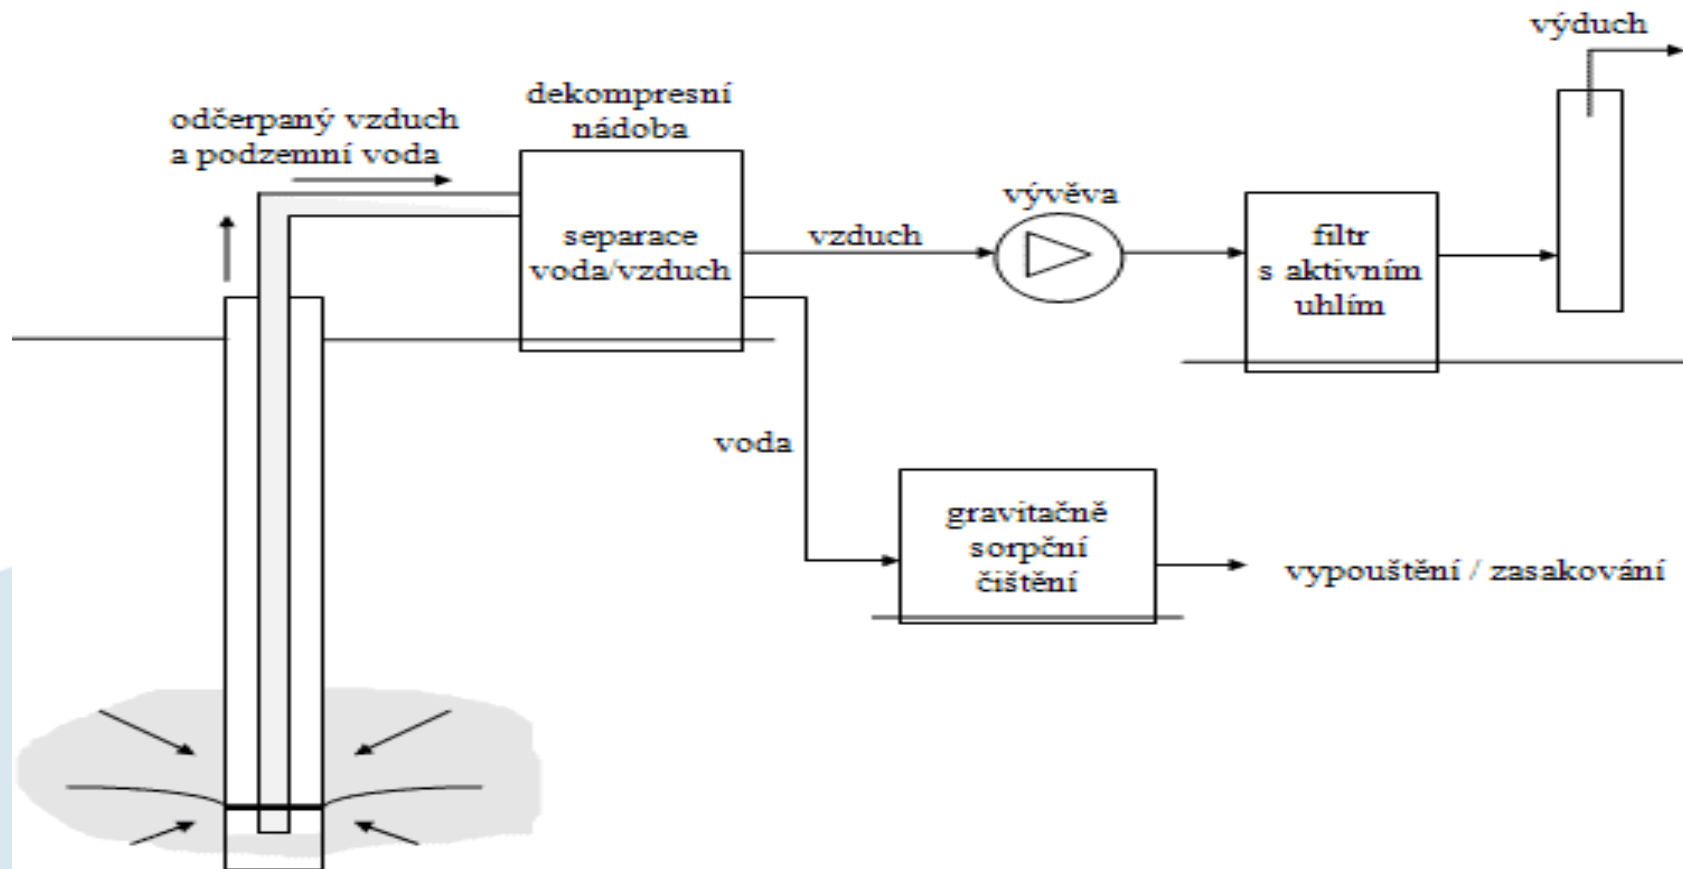 výduch
odčerpaný vzduch
a podzemní voda
dekompresní
nádoba
separace
voda/vzduch
vzduch
vývěva
filtr
s aktivním
uhlím
voda
gravitačně
sorpční
čištění
vypouštění / zasakování